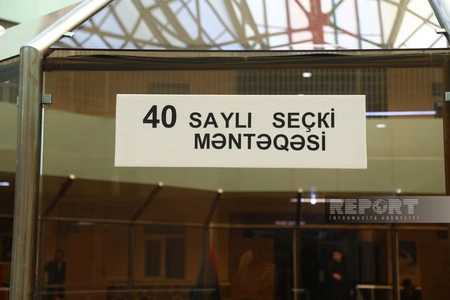 40 SAYLI SEÇKİ
MƏNTƏQƏSİ
REPORT
İNFORMASİYA AGENTLİYİ